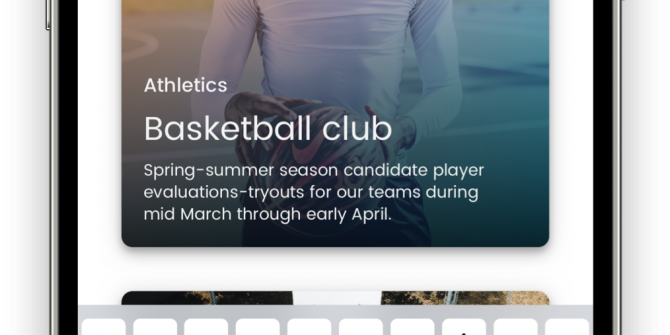 Athletics
Basketball club
Spring-summer season candidate player
evaluations-tryouts for our teams during
mid March through early April.